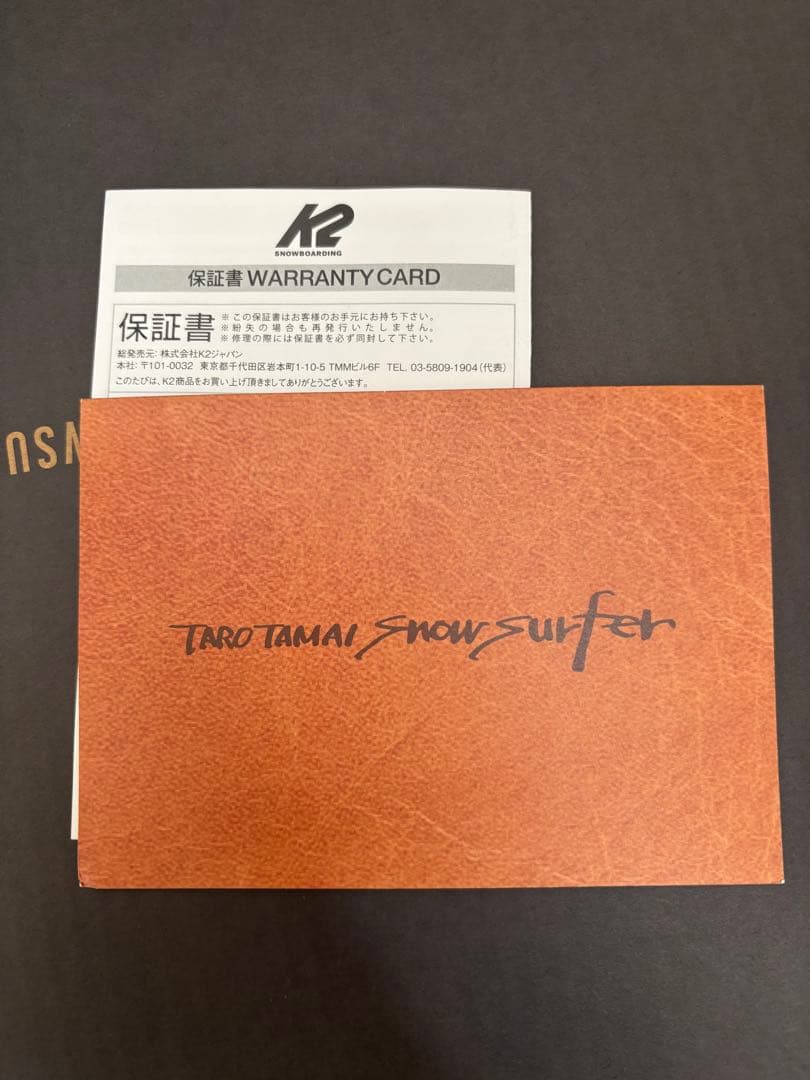 K2
SNOWBOARDING
保証書 WARRANTY CARD
保証書
※この保証書はお客様のお手元にお持ち下さい。
※紛失の場合も再発行いたしません。
※修理の際には保証書を必ず同封して下さい。
総発売元: 株式会社K2ジャパン
本社: 〒101-0032 東京都千代田区岩本町1-10-5 TMMビル6F TEL. 03-5809-1904(代表)
このたびは、K2商品をお買い上げ頂きましてありがとうございます。
TARO TAMAI Snow Surfer